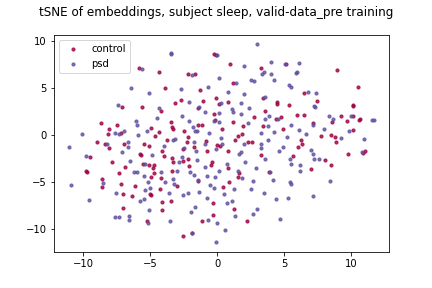 tSNE of embeddings, subject sleep, valid-data_pre training
control
psd
10
5
0
−5
−10
−10 −5 0 5 10